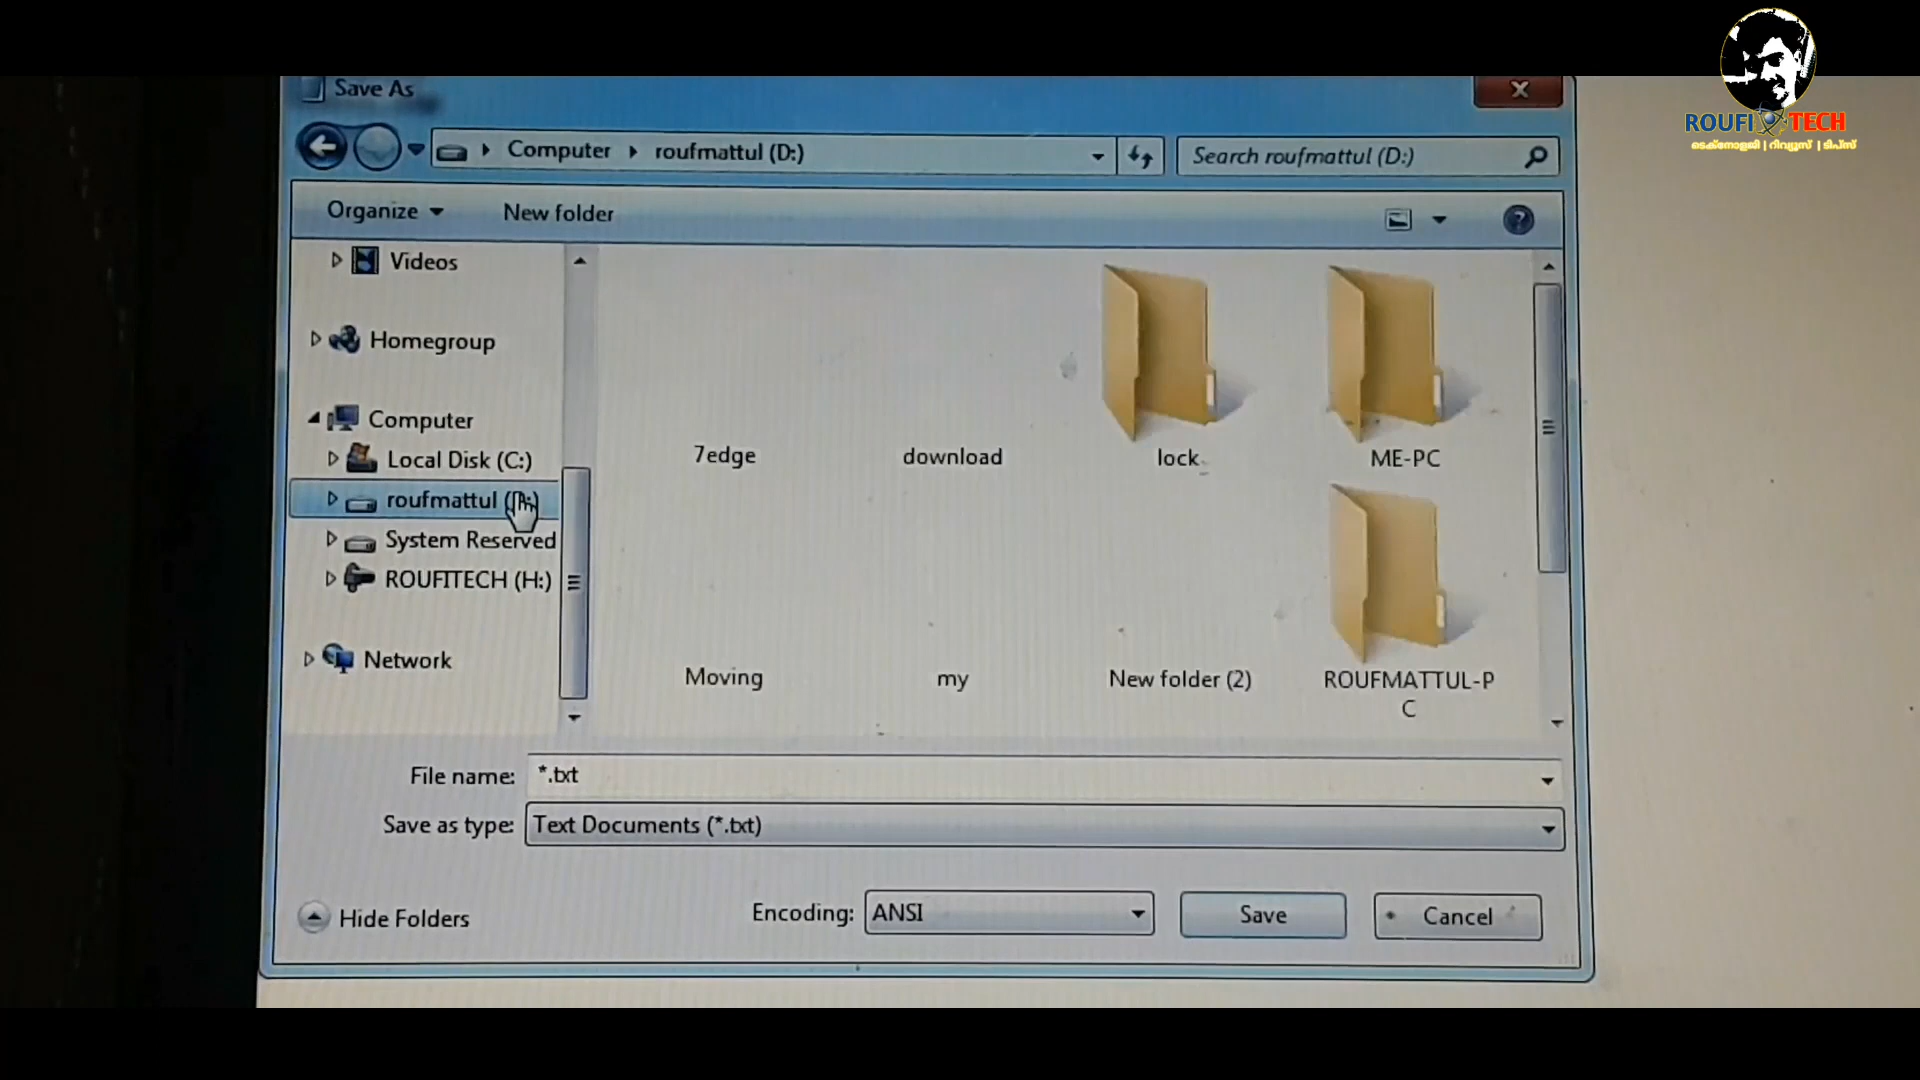 Save As
ROUFI TECH
ടെക്നോളജി | റിവ്യൂസ് | ടിപ്സ്
Computer roufmattul (D:)
Search roufmattul (D:)
Organize
New folder
Videos
Homegroup
Computer
Local Disk (C:)
roufmattul (D:)
System Reserved
ROUFITECH (H:)
Network
7edge
download
lock
ME-PC
Moving
my
New folder (2)
ROUFMATTUL-P
C
File name: *.txt
Save as type: Text Documents (*.txt)
Hide Folders
Encoding: ANSI
Save
Cancel